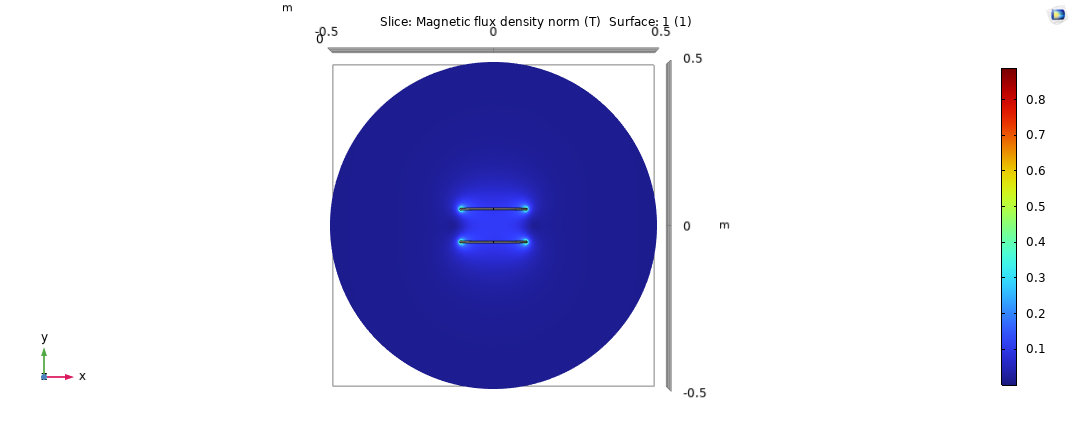 m
Slice: Magnetic flux density norm (T)  Surface: 1 (1)
-0.5 0 0.5
0
0.5
0
m
-0.5
0.8
0.7
0.6
0.5
0.4
0.3
0.2
0.1
y
z x